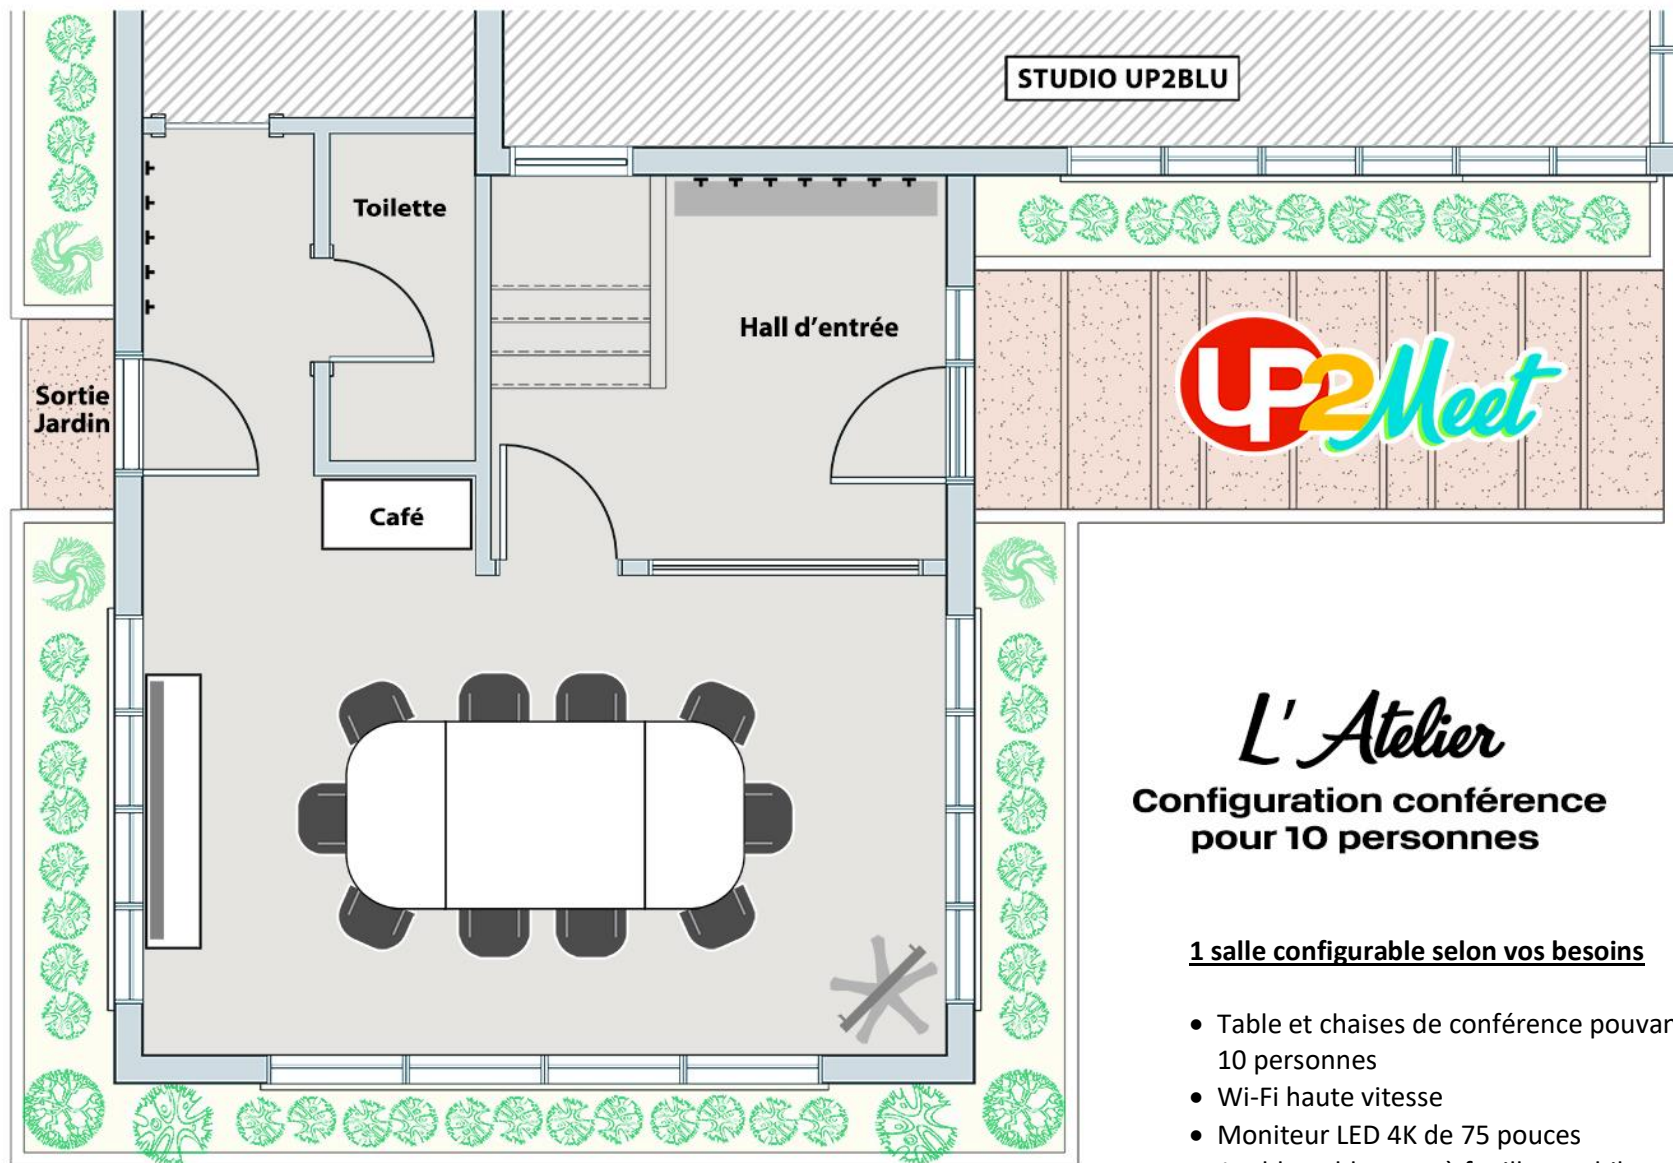 STUDIO UP2BLU
Toilette
Hall d'entrée
Sortie
Jardin
UP2Meet
Café
L' Atelier
Configuration conférence
pour 10 personnes
1 salle configurable selon vos besoins
• Table et chaises de conférence
10 personnes
• Wi-Fi haute vitesse
• Moniteur LED 4K de 75 pouces